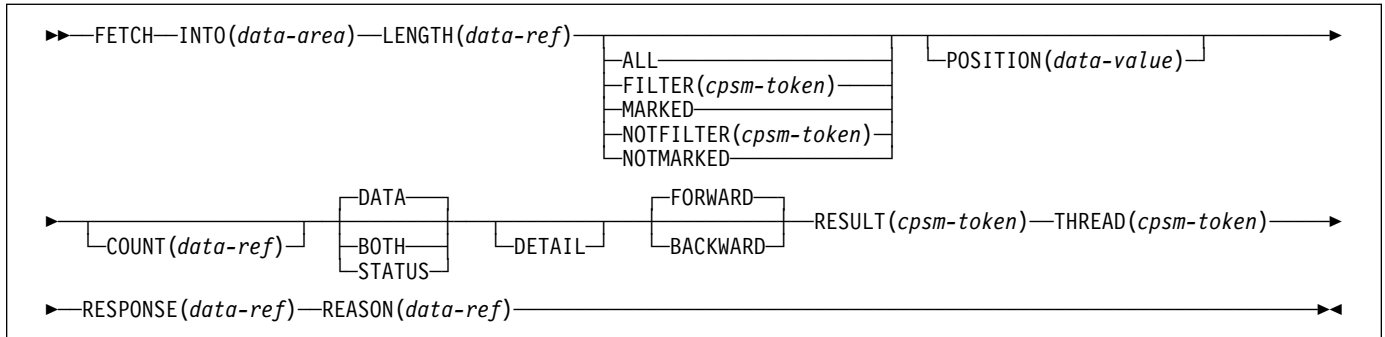 FETCH INTO(data-area) LENGTH(data-ref)
ALL
FILTER(cpsm-token)
MARKED
NOTFILTER(cpsm-token)
NOTMARKED
POSITION(data-value)
COUNT(data-ref)
DATA
BOTH
STATUS
DETAIL
FORWARD
BACKWARD
RESULT(cpsm-token) THREAD(cpsm-token)
RESPONSE(data-ref) REASON(data-ref)